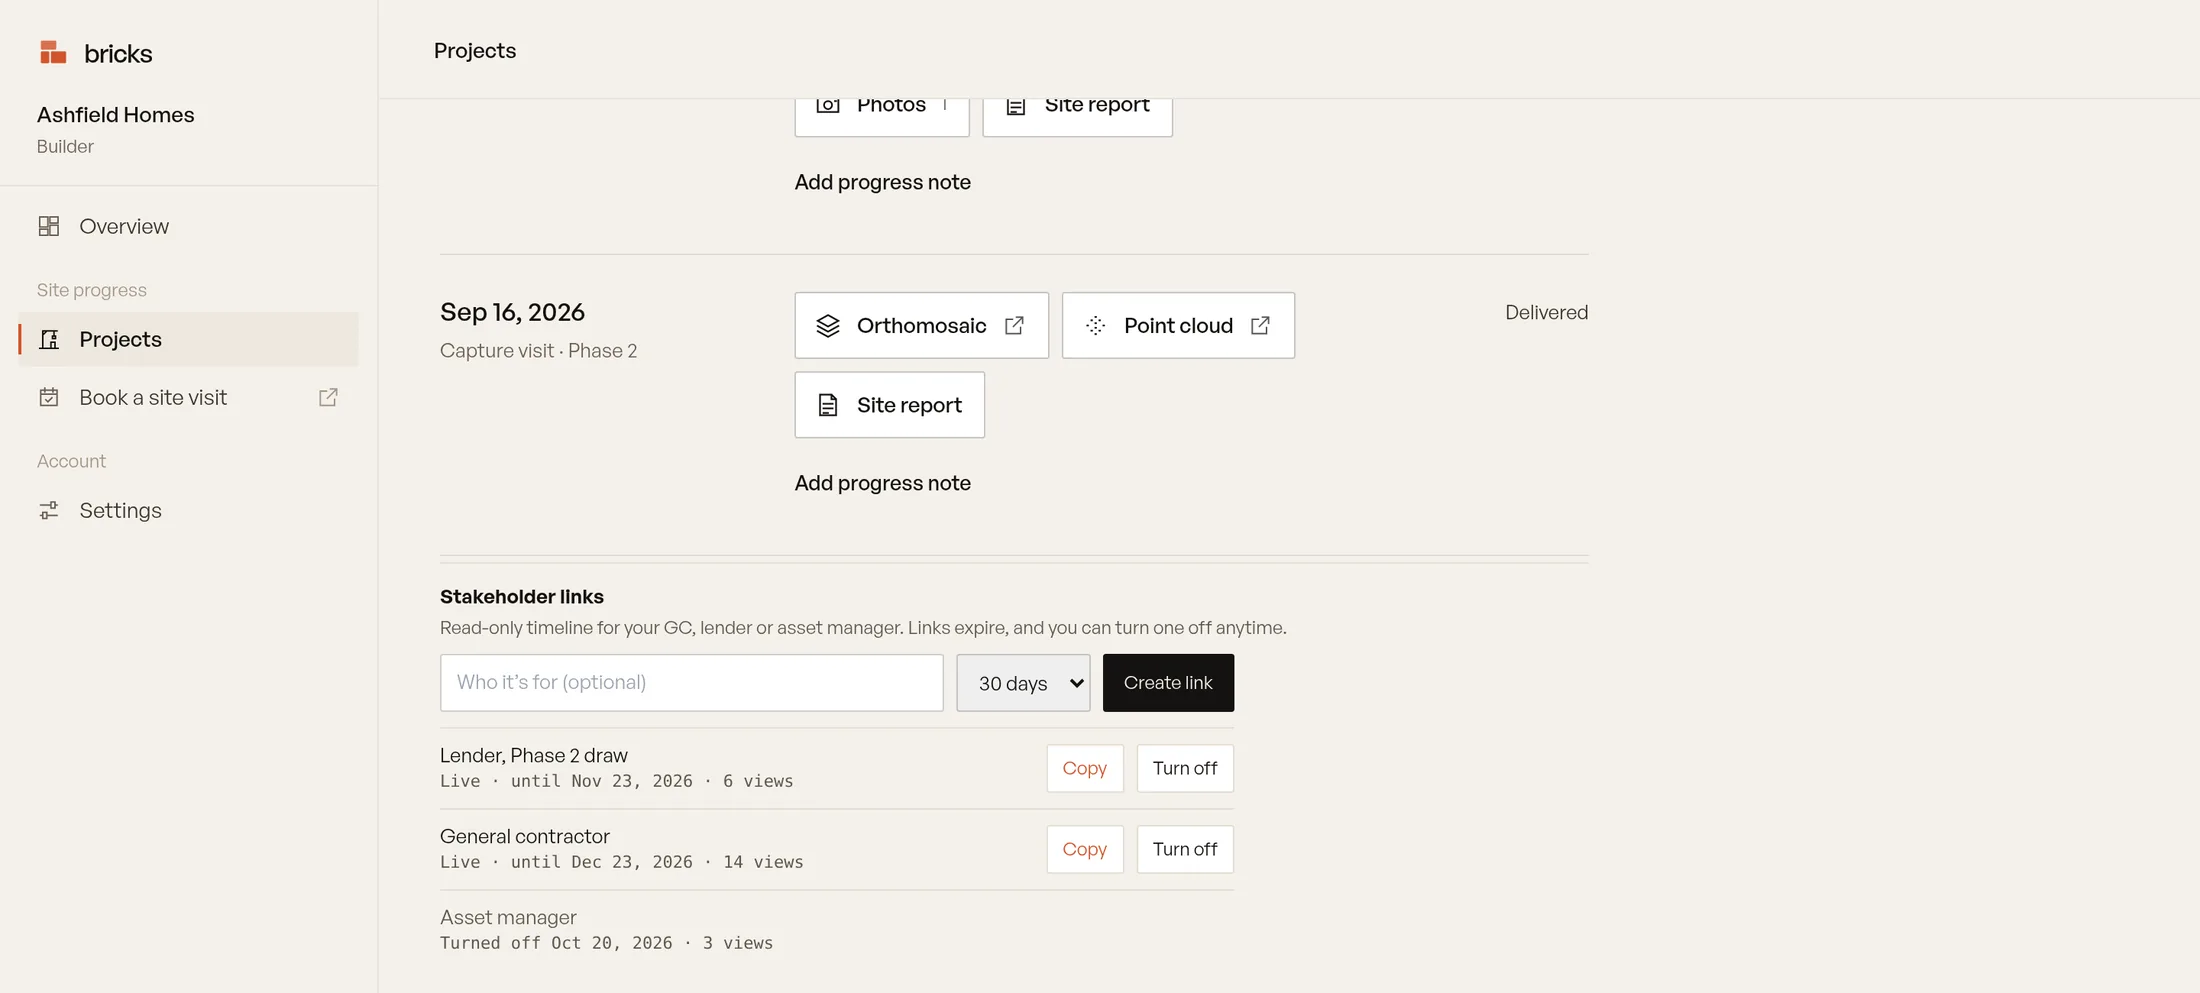 bricks
Ashfield Homes
Builder
Overview
Site progress
Projects
Book a site visit
Account
Settings
Projects
Photos
Site report
Add progress note
Sep 16, 2026
Capture visit · Phase 2
Orthomosaic
Point cloud
Delivered
Site report
Add progress note
Stakeholder links
Read-only timeline for your GC, lender or asset manager. Links expire, and you can turn one off anytime.
Who it’s for (optional)
30 days
Create link
Lender, Phase 2 draw
Live · until Nov 23, 2026 · 6 views
Copy
Turn off
General contractor
Live · until Dec 23, 2026 · 14 views
Copy
Turn off
Asset manager
Turned off Oct 20, 2026 · 3 views